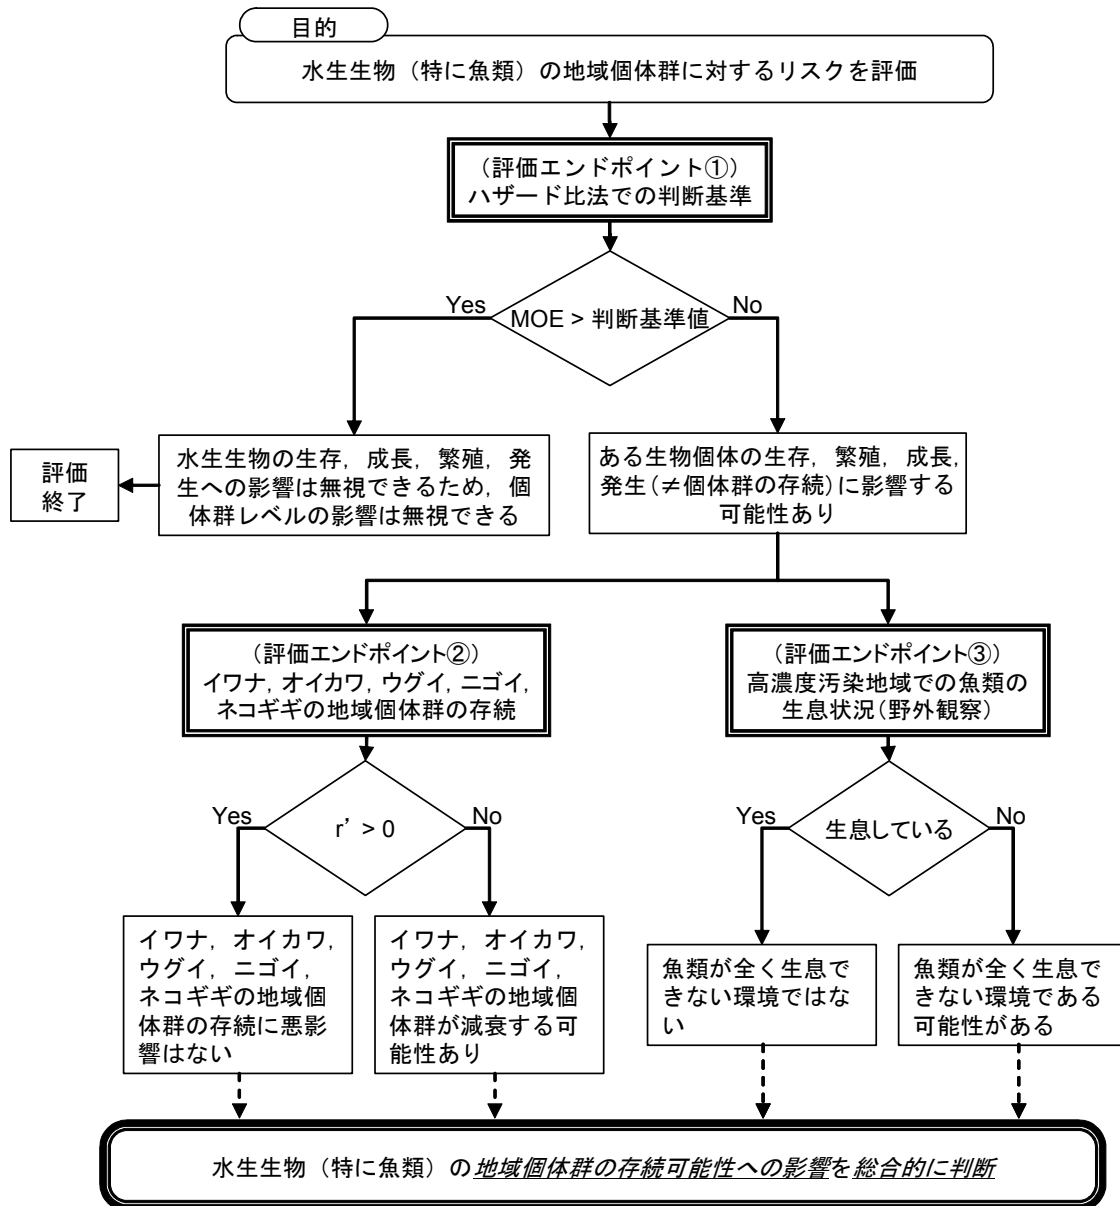 目的
水生生物（特に魚類）の地域個体群に対するリスクを評価
（評価エンドポイント①）
ハザード比法での判断基準
Yes
MOE > 判断基準値
No
評価
終了
水生生物の生存，成長，繁殖，発
生への影響は無視できるため，個
体群レベルの影響は無視できる
ある生物個体の生存，繁殖，成長，
発生（≠個体群の存続）に影響する
可能性あり
（評価エンドポイント②）
イワナ，オイカワ，ウグイ，ニゴイ，
ネコギギの地域個体群の存続
（評価エンドポイント③）
高濃度汚染地域での魚類の
生息状況（野外観察）
Yes
r’ > 0
No
Yes
生息している
No
イワナ，オイカワ，
ウグイ，ニゴイ，
ネコギギの地域個
体群の存続に悪影
響はない
イワナ，オイカワ，
ウグイ，ニゴイ，
ネコギギの地域個
体群が減衰する可
能性あり
魚類が全く生息で
きない環境ではな
い
魚類が全く生息で
きない環境である
可能性がある
水生生物（特に魚類）の地域個体群の存続可能性への影響を総合的に判断